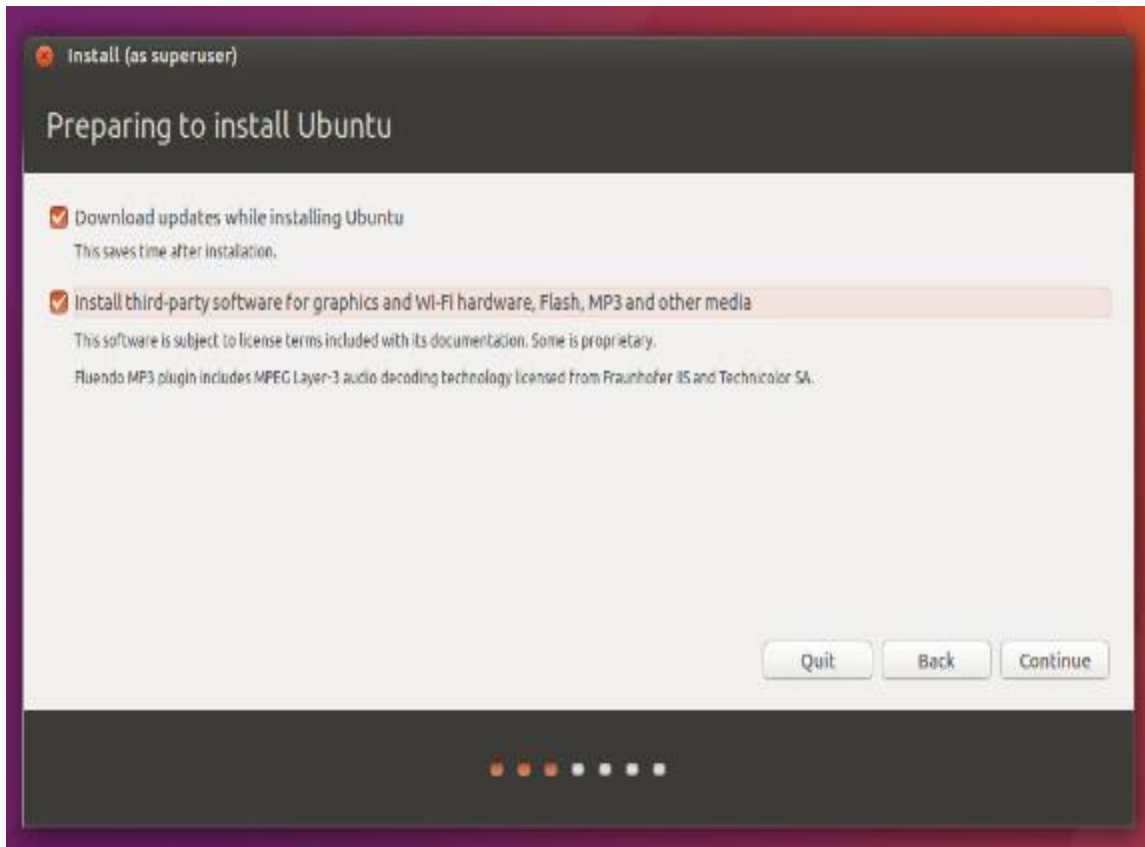 Install (as superuser)
Preparing to install Ubuntu
Download updates while installing Ubuntu
This saves time after installation.
Install third-party software for graphics and Wi-Fi hardware, Flash, MP3 and other media
This software is subject to license terms included with its documentation. Some is proprietary.
Fluendo MP3 plugin includes MPEG Layer-3 audio decoding technology licensed from Fraunhofer IIS and Technicolor SA.
Quit
Back
Continue